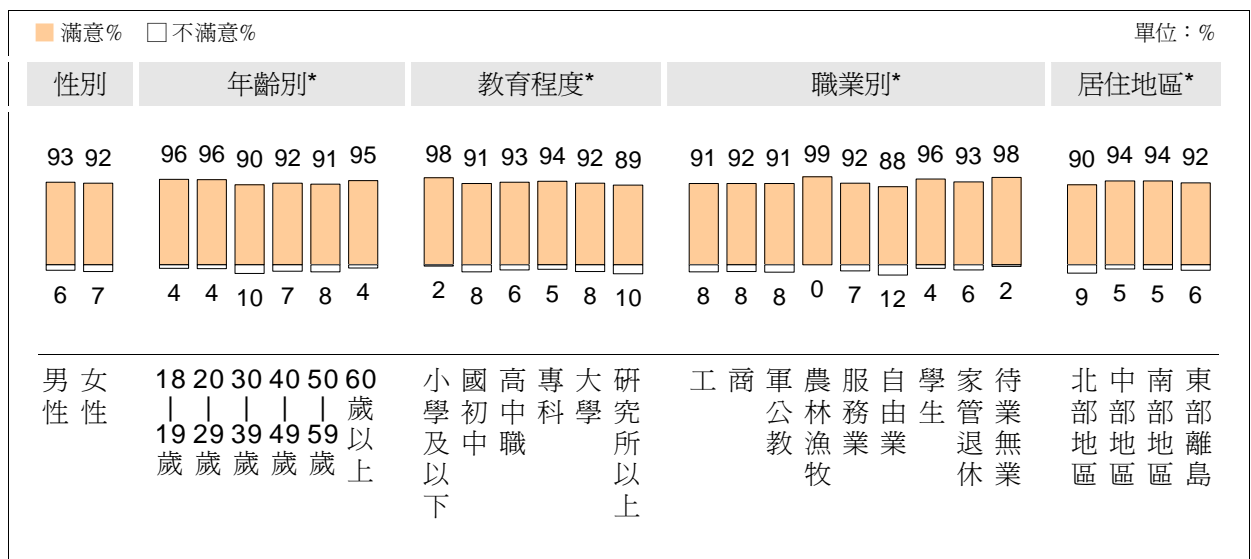 滿意% 不滿意% 單位：%
性別 年齡別* 教育程度* 職業別* 居住地區*
93 92 96 96 90 92 91 95 98 91 93 94 92 89 91 92 91 99 92 88 96 93 98 90 94 94 92
6 7 4 4 10 7 8 4 2 8 6 5 8 10 8 8 8 0 7 12 4 6 2 9 5 5 6
男性
女性
18|19歲
20|29歲
30|39歲
40|49歲
50|59歲
60歲以上
小學及以下
國初中
高中職
專科
大學
研究所以上
工
商
軍公教
農林漁牧
服務業
自由業
學生
家管退休
待業無業
北部地區
中部地區
南部地區
東部離島